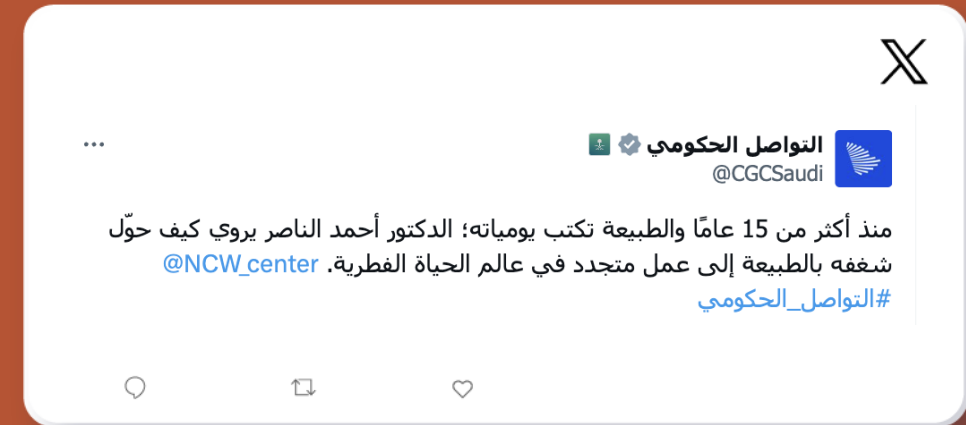 التواصل الحكومي
@CGCSaudi
منذ أكثر من 15 عامًا والطبيعة تكتب يومياته؛ الدكتور أحمد الناصر يروي كيف حوّل
شغفه بالطبيعة إلى عمل متجدد في عالم الحياة الفطرية. @NCW_center
#التواصل_الحكومي